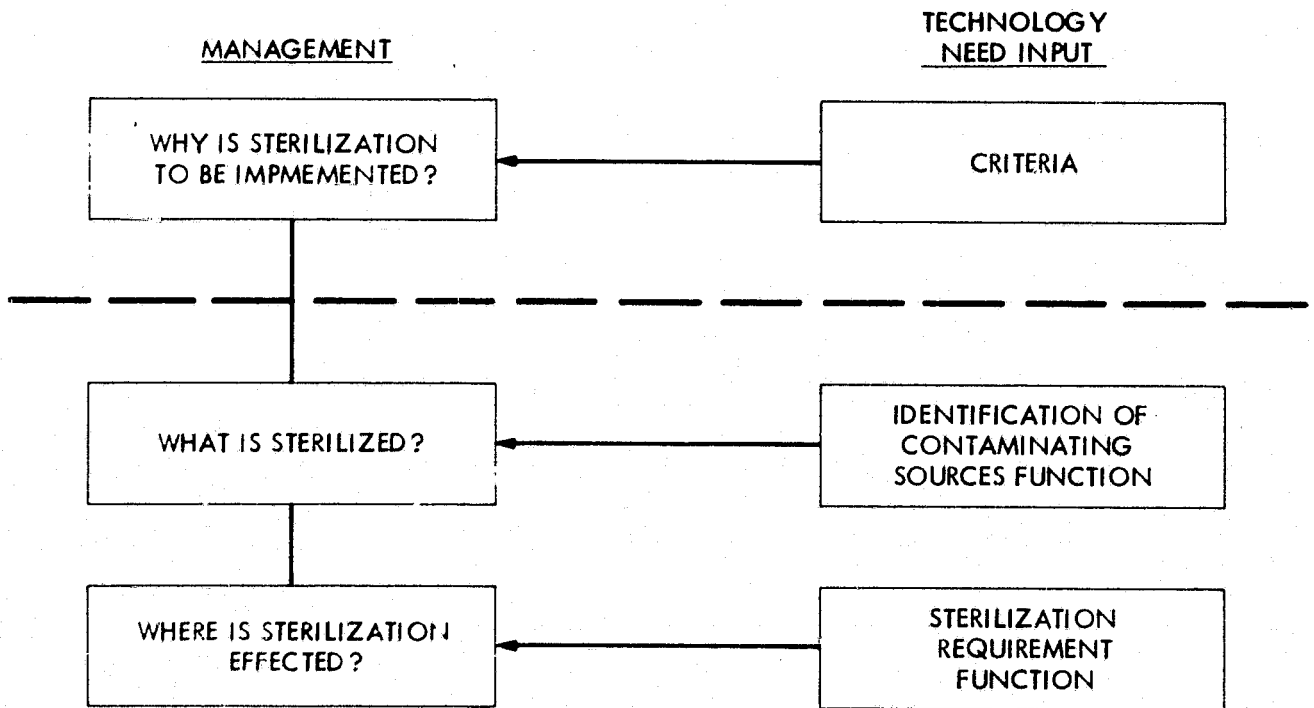 MANAGEMENT
TECHNOLOGY
NEED INPUT
WHY IS STERILIZATION
TO BE IMPMEMENTED?
CRITERIA
WHAT IS STERILIZED?
IDENTIFICATION OF
CONTAMINATING
SOURCES FUNCTION
WHERE IS STERILIZATION
EFFECTED?
STERILIZATION
REQUIREMENT
FUNCTION